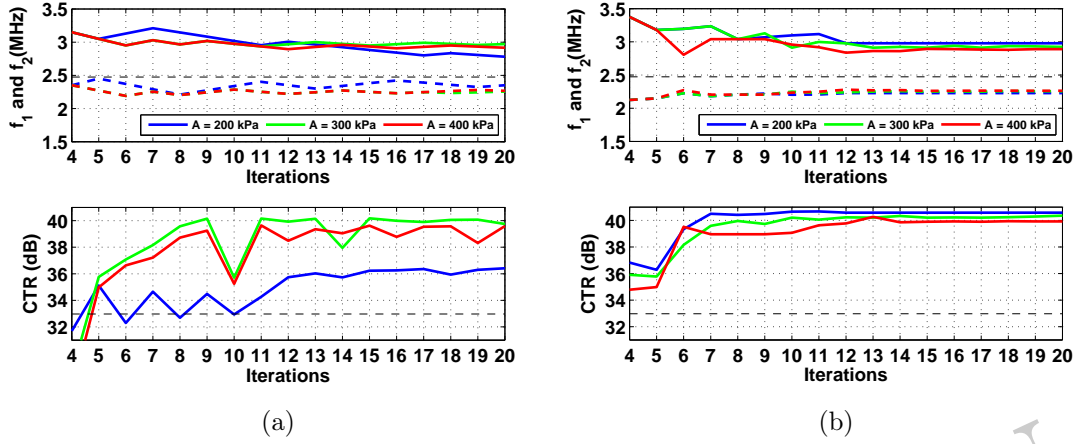 f₁ and f₂(MHz)
3.5
3
2.5
2
1.5
A = 200 kPa A = 300 kPa A = 400 kPa
4 5 6 7 8 9 10 11 12 13 14 15 16 17 18 19 20
Iterations
CTR (dB)
40
38
36
34
32
4 5 6 7 8 9 10 11 12 13 14 15 16 17 18 19 20
Iterations
(a)
f₁ and f₂(MHz)
3.5
3
2.5
2
1.5
A = 200 kPa A = 300 kPa A = 400 kPa
4 5 6 7 8 9 10 11 12 13 14 15 16 17 18 19 20
Iterations
CTR (dB)
40
38
36
34
32
4 5 6 7 8 9 10 11 12 13 14 15 16 17 18 19 20
Iterations
(b)